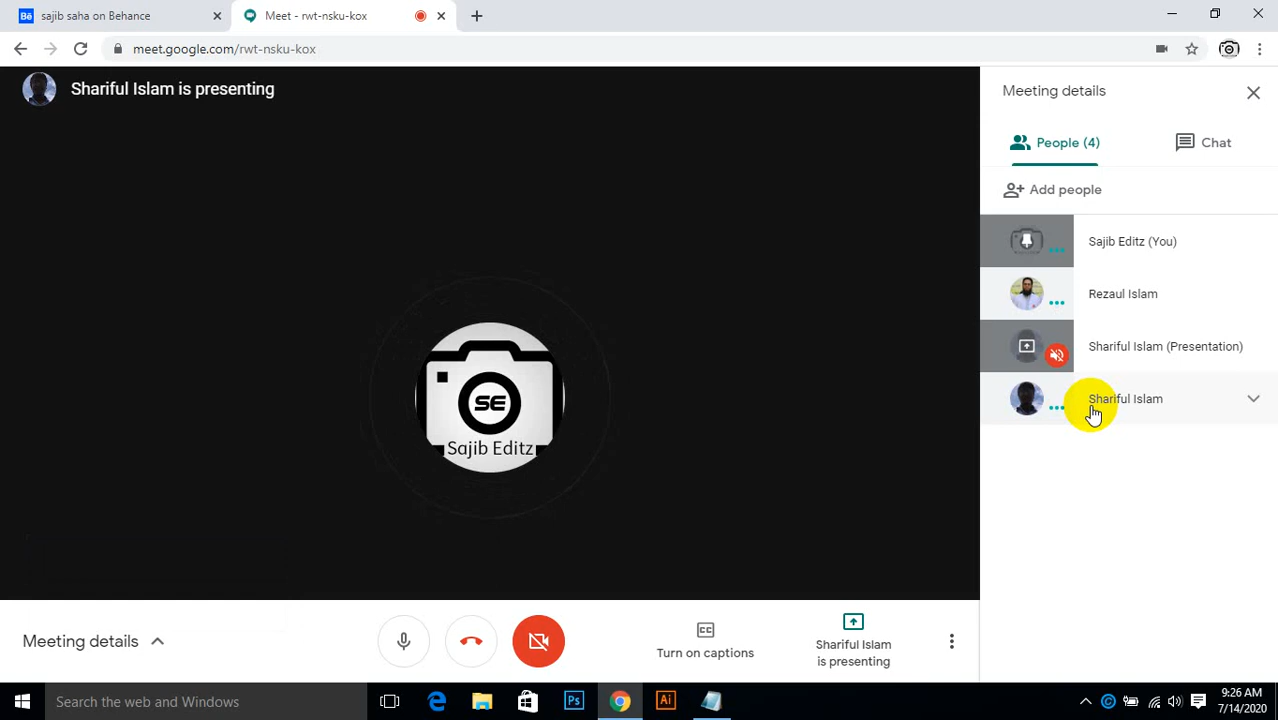 sajib saha on Behance
Meet - rwt-nsku-kox
meet.google.com/rwt-nsku-kox
Shariful Islam is presenting
Meeting details
People (4)
Chat
Add people
Sajib Editz (You)
Rezaul Islam
Shariful Islam (Presentation)
Shariful Islam
SE
Sajib Editz
Meeting details
Turn on captions
Shariful Islam
is presenting
Search the web and Windows
9:26 AM
7/14/2020